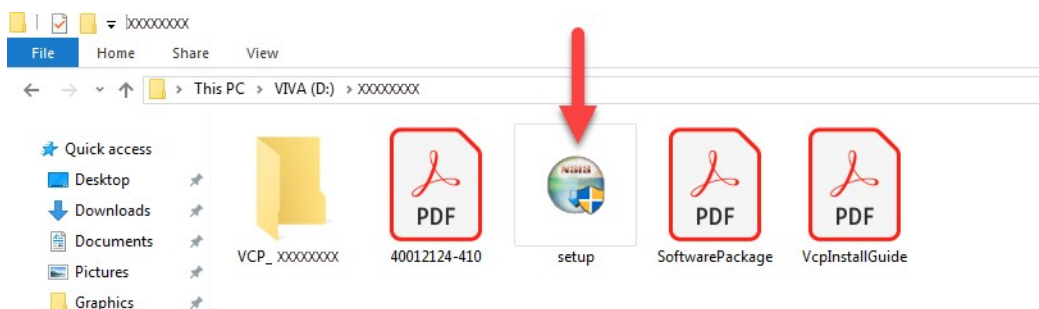 XXXXXXXX
File Home Share View
This PC > VIVA (D:) > XXXXXXXX
Quick access
Desktop
Downloads
Documents
Pictures
Graphics
PDF
NSIS
PDF
PDF
VCP_ XXXXXXXX
40012124-410
setup
SoftwarePackage
VcpInstallGuide